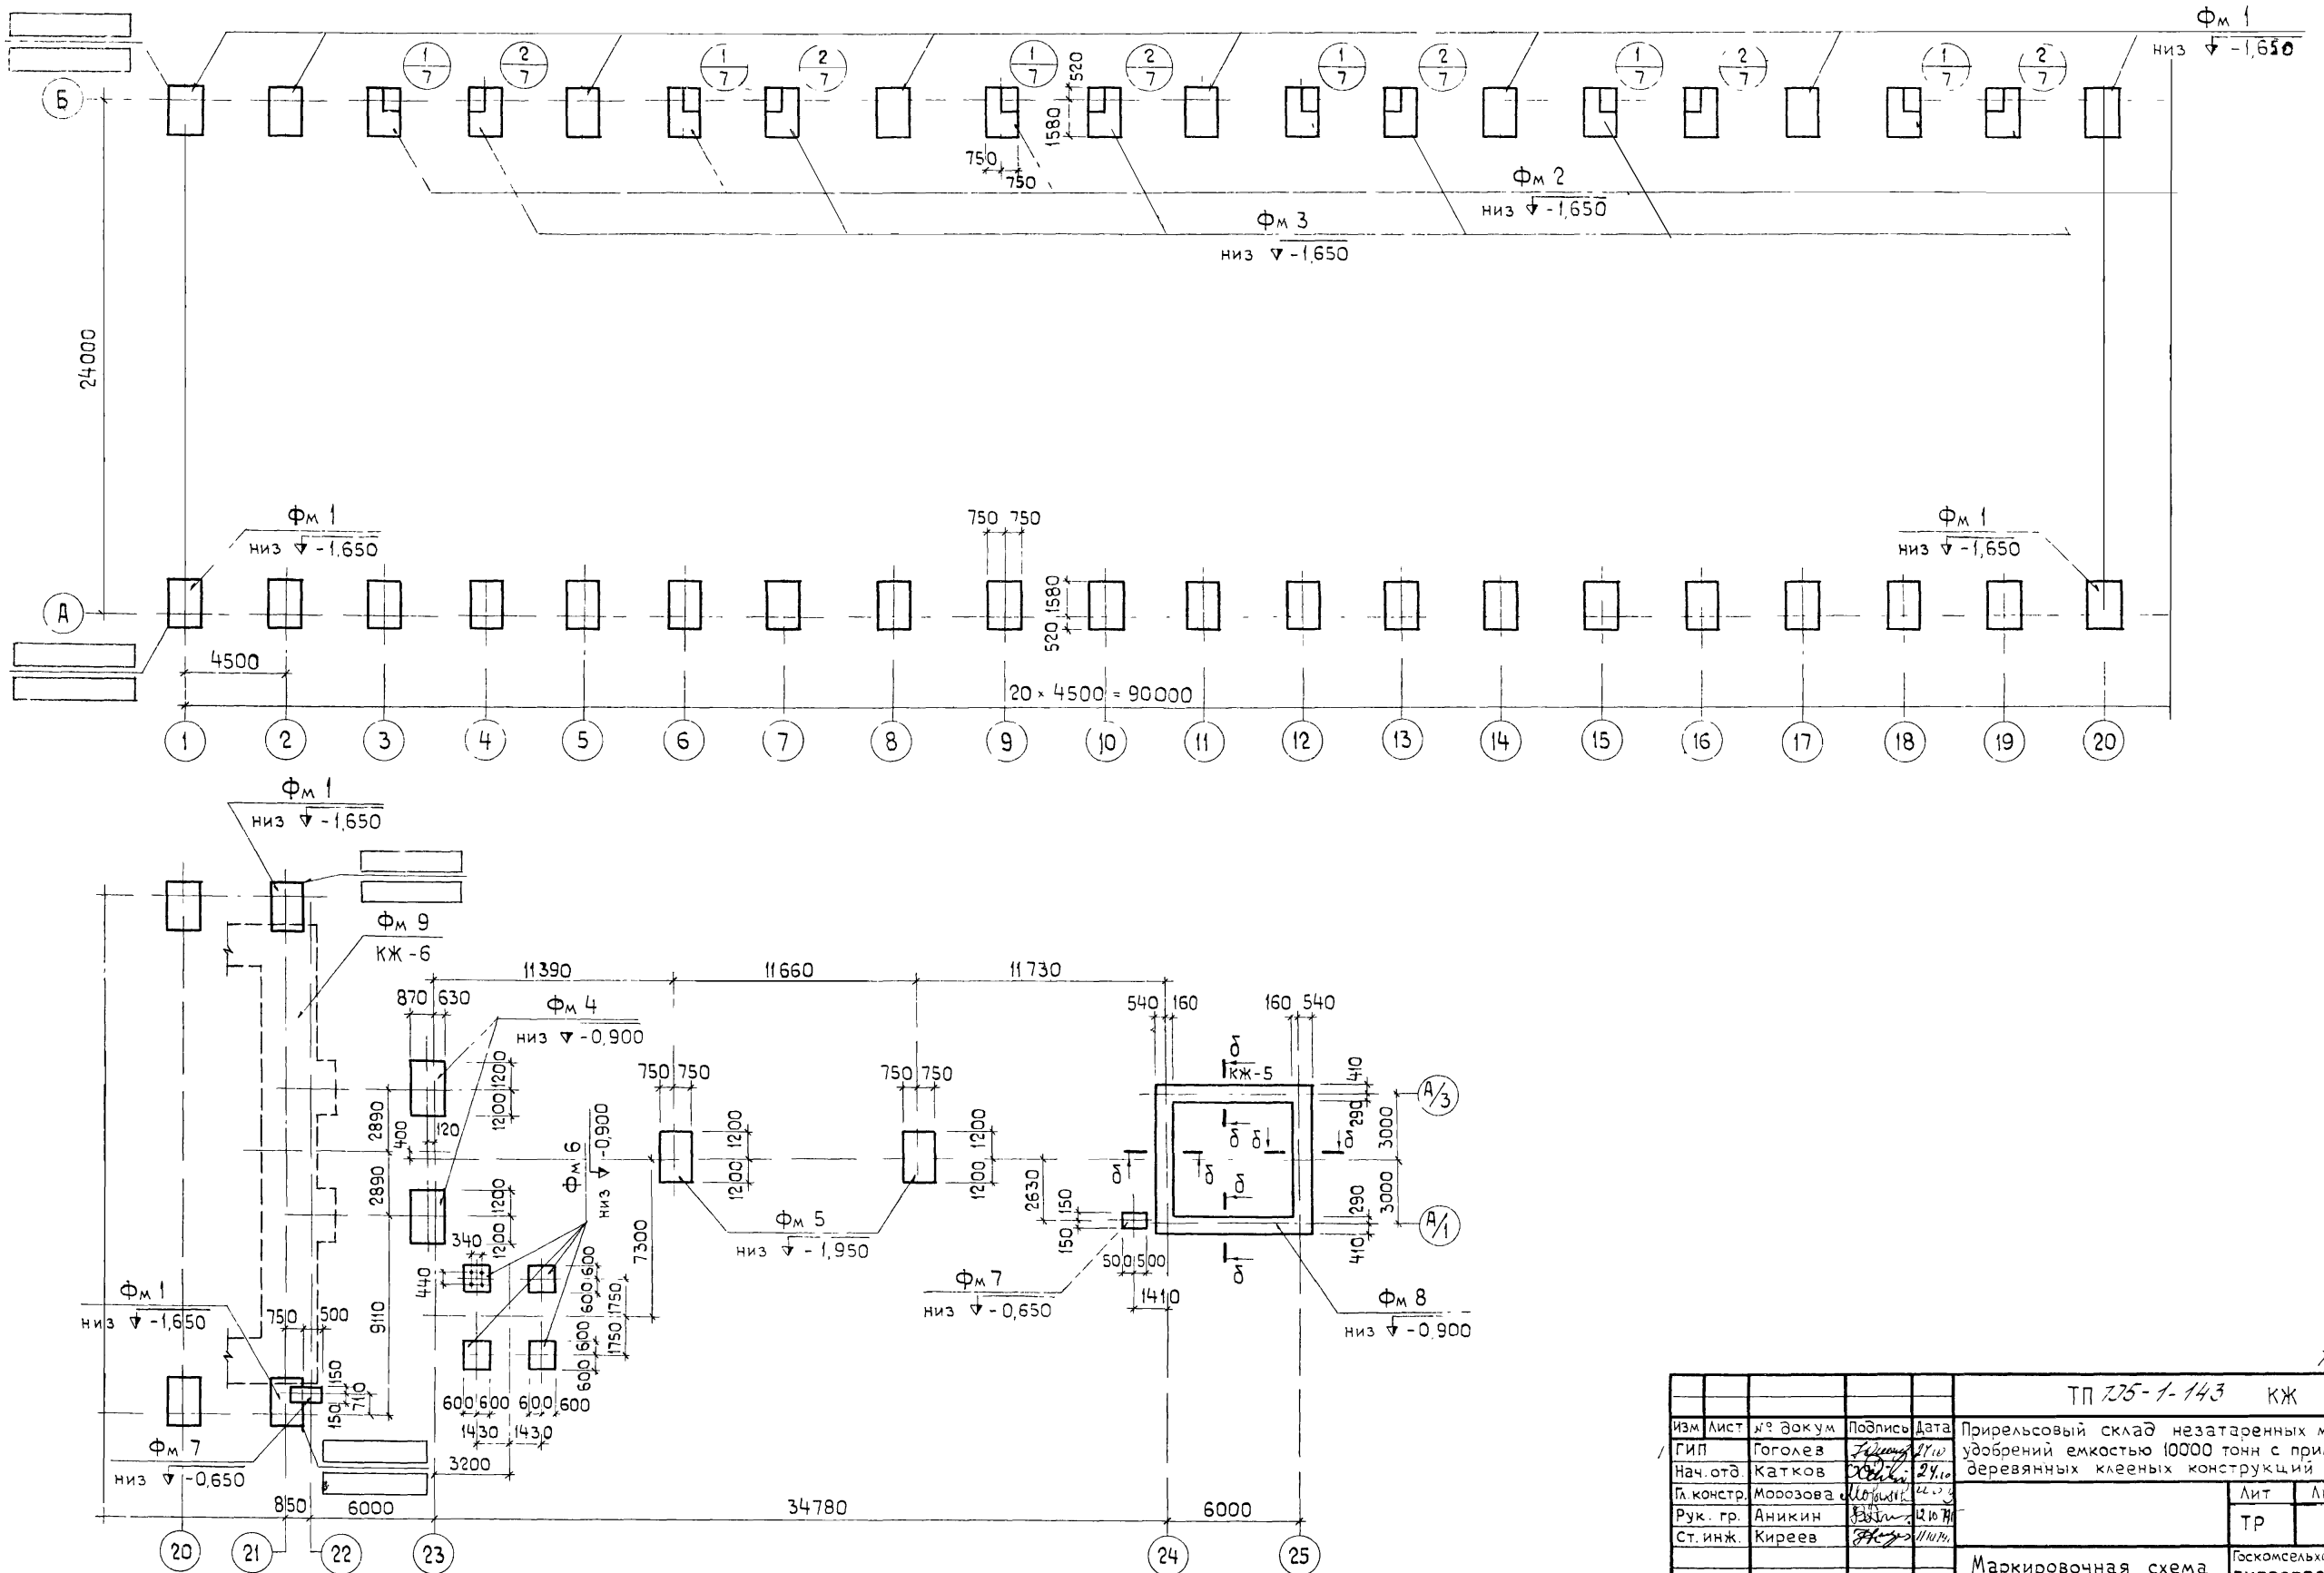 Фм 1
низ -1,650
1/7 2/7 1/7 2/7 1/7 2/7 1/7 2/7 1/7 2/7 1/7 2/7
Б
520
1580
750 750
Фм 2
низ -1,650
Фм 3
низ -1,650
24000
Фм 1
низ -1,650
750 750
Фм 1
низ -1,650
1580
520
А
4500
20 × 4500 = 90000
1 2 3 4 5 6 7 8 9 10 11 12 13 14 15 16 17 18 19 20
Фм 1
низ -1,650
Фм 9
КЖ-6
11390 11660 11730
870 630
Фм 4
низ -0,900
540 160 160 540
б
КЖ-5
410
А/3
290
3000
1200
1200
2890
400
120
750 750
750 750
1200
1200
1200
1200
Фм 6
низ -0,900
б б б б
б б
б
2630
150
150
3000
290
А/1
410
б
2890
1200
1200
340
440
7300
Фм 5
низ -1,950
500 500
1410
Фм 7
низ -0,650
Фм 8
низ -0,900
600
600
1750
1750
600
600
9110
Фм 1
низ -1,650
750 500
150
150
710
600 600 600 600
1430 1430
3200
Фм 7
низ -0,650
850 6000 34780 6000
20 21 22 23 24 25
ТП 705-1-143 КЖ
Изм Лист № докум Подпись Дата
Прирельсовый склад незатаренных м
удобрений емкостью 10000 тонн с при
деревянных клееных конструкций
ГИП Гоголев
Нач. отд. Катков
Гл. констр. Морозова
Рук. гр. Аникин
Ст. инж. Киреев
Лит
ТР
Маркировочная схема
Госкомсельх